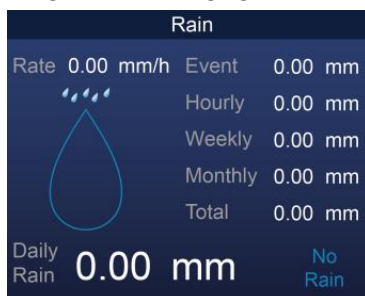 Rain
Rate 0.00 mm/h
Event 0.00 mm
Hourly 0.00 mm
Weekly 0.00 mm
Monthly 0.00 mm
Total 0.00 mm
Daily
Rain 0.00 mm
No
Rain